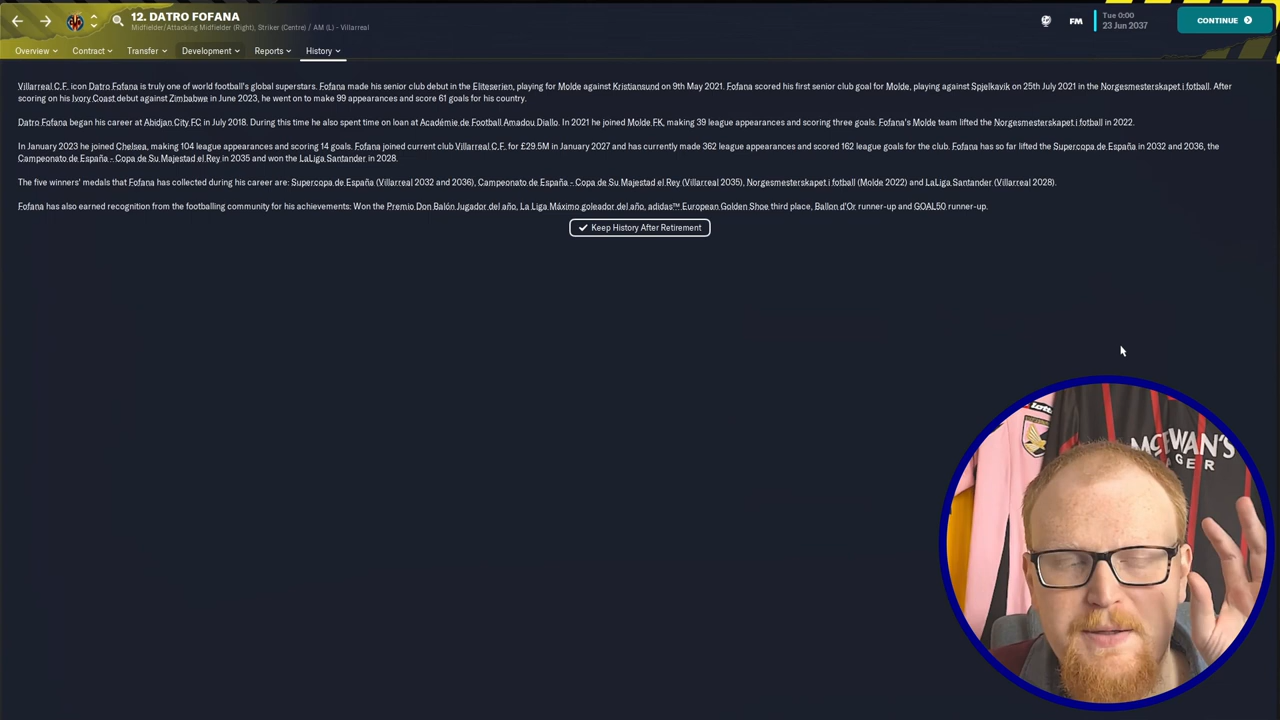 12. DATRO FOFANA
Midfielder/Attacking Midfielder (Right), Striker (Centre) / AM (L) - Villarreal
FM
Tue 0:00
23 Jun 2037
CONTINUE
Overview
Contract
Transfer
Development
Reports
History
Villarreal C.F. icon Datro Fofana is truly one of world football's global superstars. Fofana made his senior club debut in the Eliteserien, playing for Molde against Kristiansund on 9th May 2021. Fofana scored his first senior club goal for Molde, playing against Spjelkavik on 25th July 2021 in the Norgesmesterskapet i fotball. After
scoring on his Ivory Coast debut against Zimbabwe in June 2023, he went on to make 99 appearances and score 61 goals for his country.
Datro Fofana began his career at Abidjan City FC in July 2018. During this time he also spent time on loan at Académie de Football Amadou Diallo. In 2021 he joined Molde FK, making 39 league appearances and scoring three goals. Fofana's Molde team lifted the Norgesmesterskapet i fotball in 2022.
In January 2023 he joined Chelsea, making 104 league appearances and scoring 14 goals. Fofana joined current club Villarreal C.F. for £29.5M in January 2027 and has currently made 362 league appearances and scored 162 league goals for the club. Fofana has so far lifted the Supercopa de España in 2032 and 2036, the
Campeonato de España - Copa de Su Majestad el Rey in 2035 and won the LaLiga Santander in 2028.
The five winners' medals that Fofana has collected during his career are: Supercopa de España (Villarreal 2032 and 2036), Campeonato de España - Copa de Su Majestad el Rey (Villarreal 2035), Norgesmesterskapet i fotball (Molde 2022) and LaLiga Santander (Villarreal 2028).
Fofana has also earned recognition from the footballing community for his achievements: Won the Premio Don Balón Jugador del año, La Liga Máximo goleador del año, adidas™ European Golden Shoe third place, Ballon d'Or runner-up and GOAL50 runner-up.
Keep History After Retirement